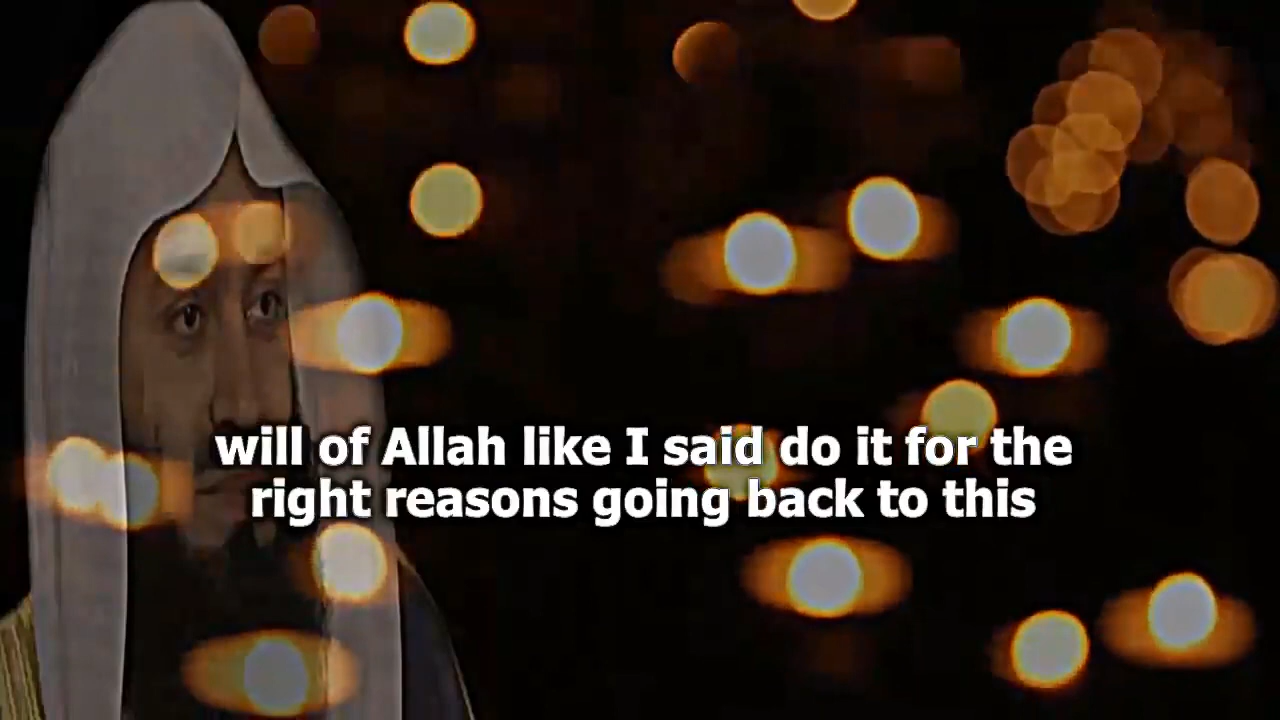 will of Allah like I said do it for the
right reasons going back to this